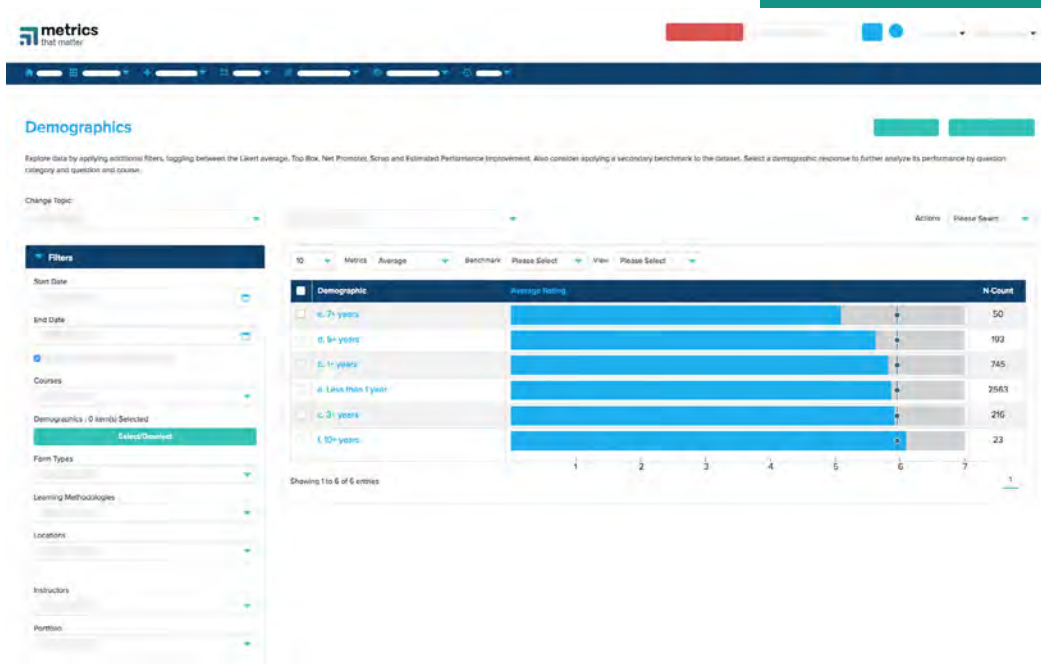 metrics
that matter
Demographics
Explore data by applying additional filters, toggling between the Likert average, Top Box, Net Promoter, Scrap and Estimated Performance Improvement. Also consider applying a secondary benchmark to the dataset. Select a demographic response to further analyze its performance by question
category and question and course.
Change Topic
Actions Please Select
Filters
Start Date
End Date
Courses
Demographics : 0 item(s) Selected
Select/Deselect
Form Types
Learning Methodologies
Locations
Instructors
Portfolio
10 Metrics Average Benchmark Please Select View Please Select
Demographic Average Rating N-Count
e. 7+ years 50
d. 5+ years 193
b. 1+ years 745
a. Less than 1 year 2563
c. 3+ years 216
f. 10+ years 23
1 2 3 4 5 6 7
Showing 1 to 6 of 6 entries 1